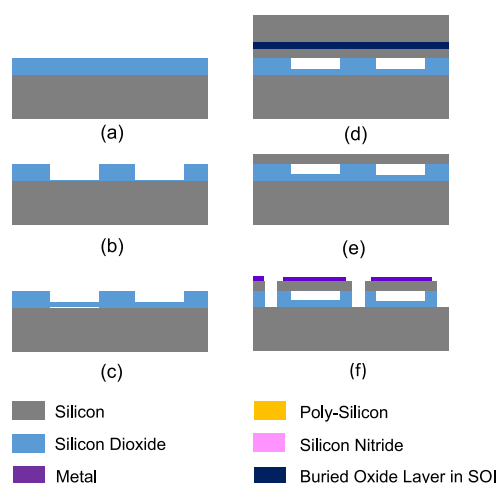 (a)
(b)
(c)
(d)
(e)
(f)
Silicon
Silicon Dioxide
Metal
Poly-Silicon
Silicon Nitride
Buried Oxide Layer in SOI